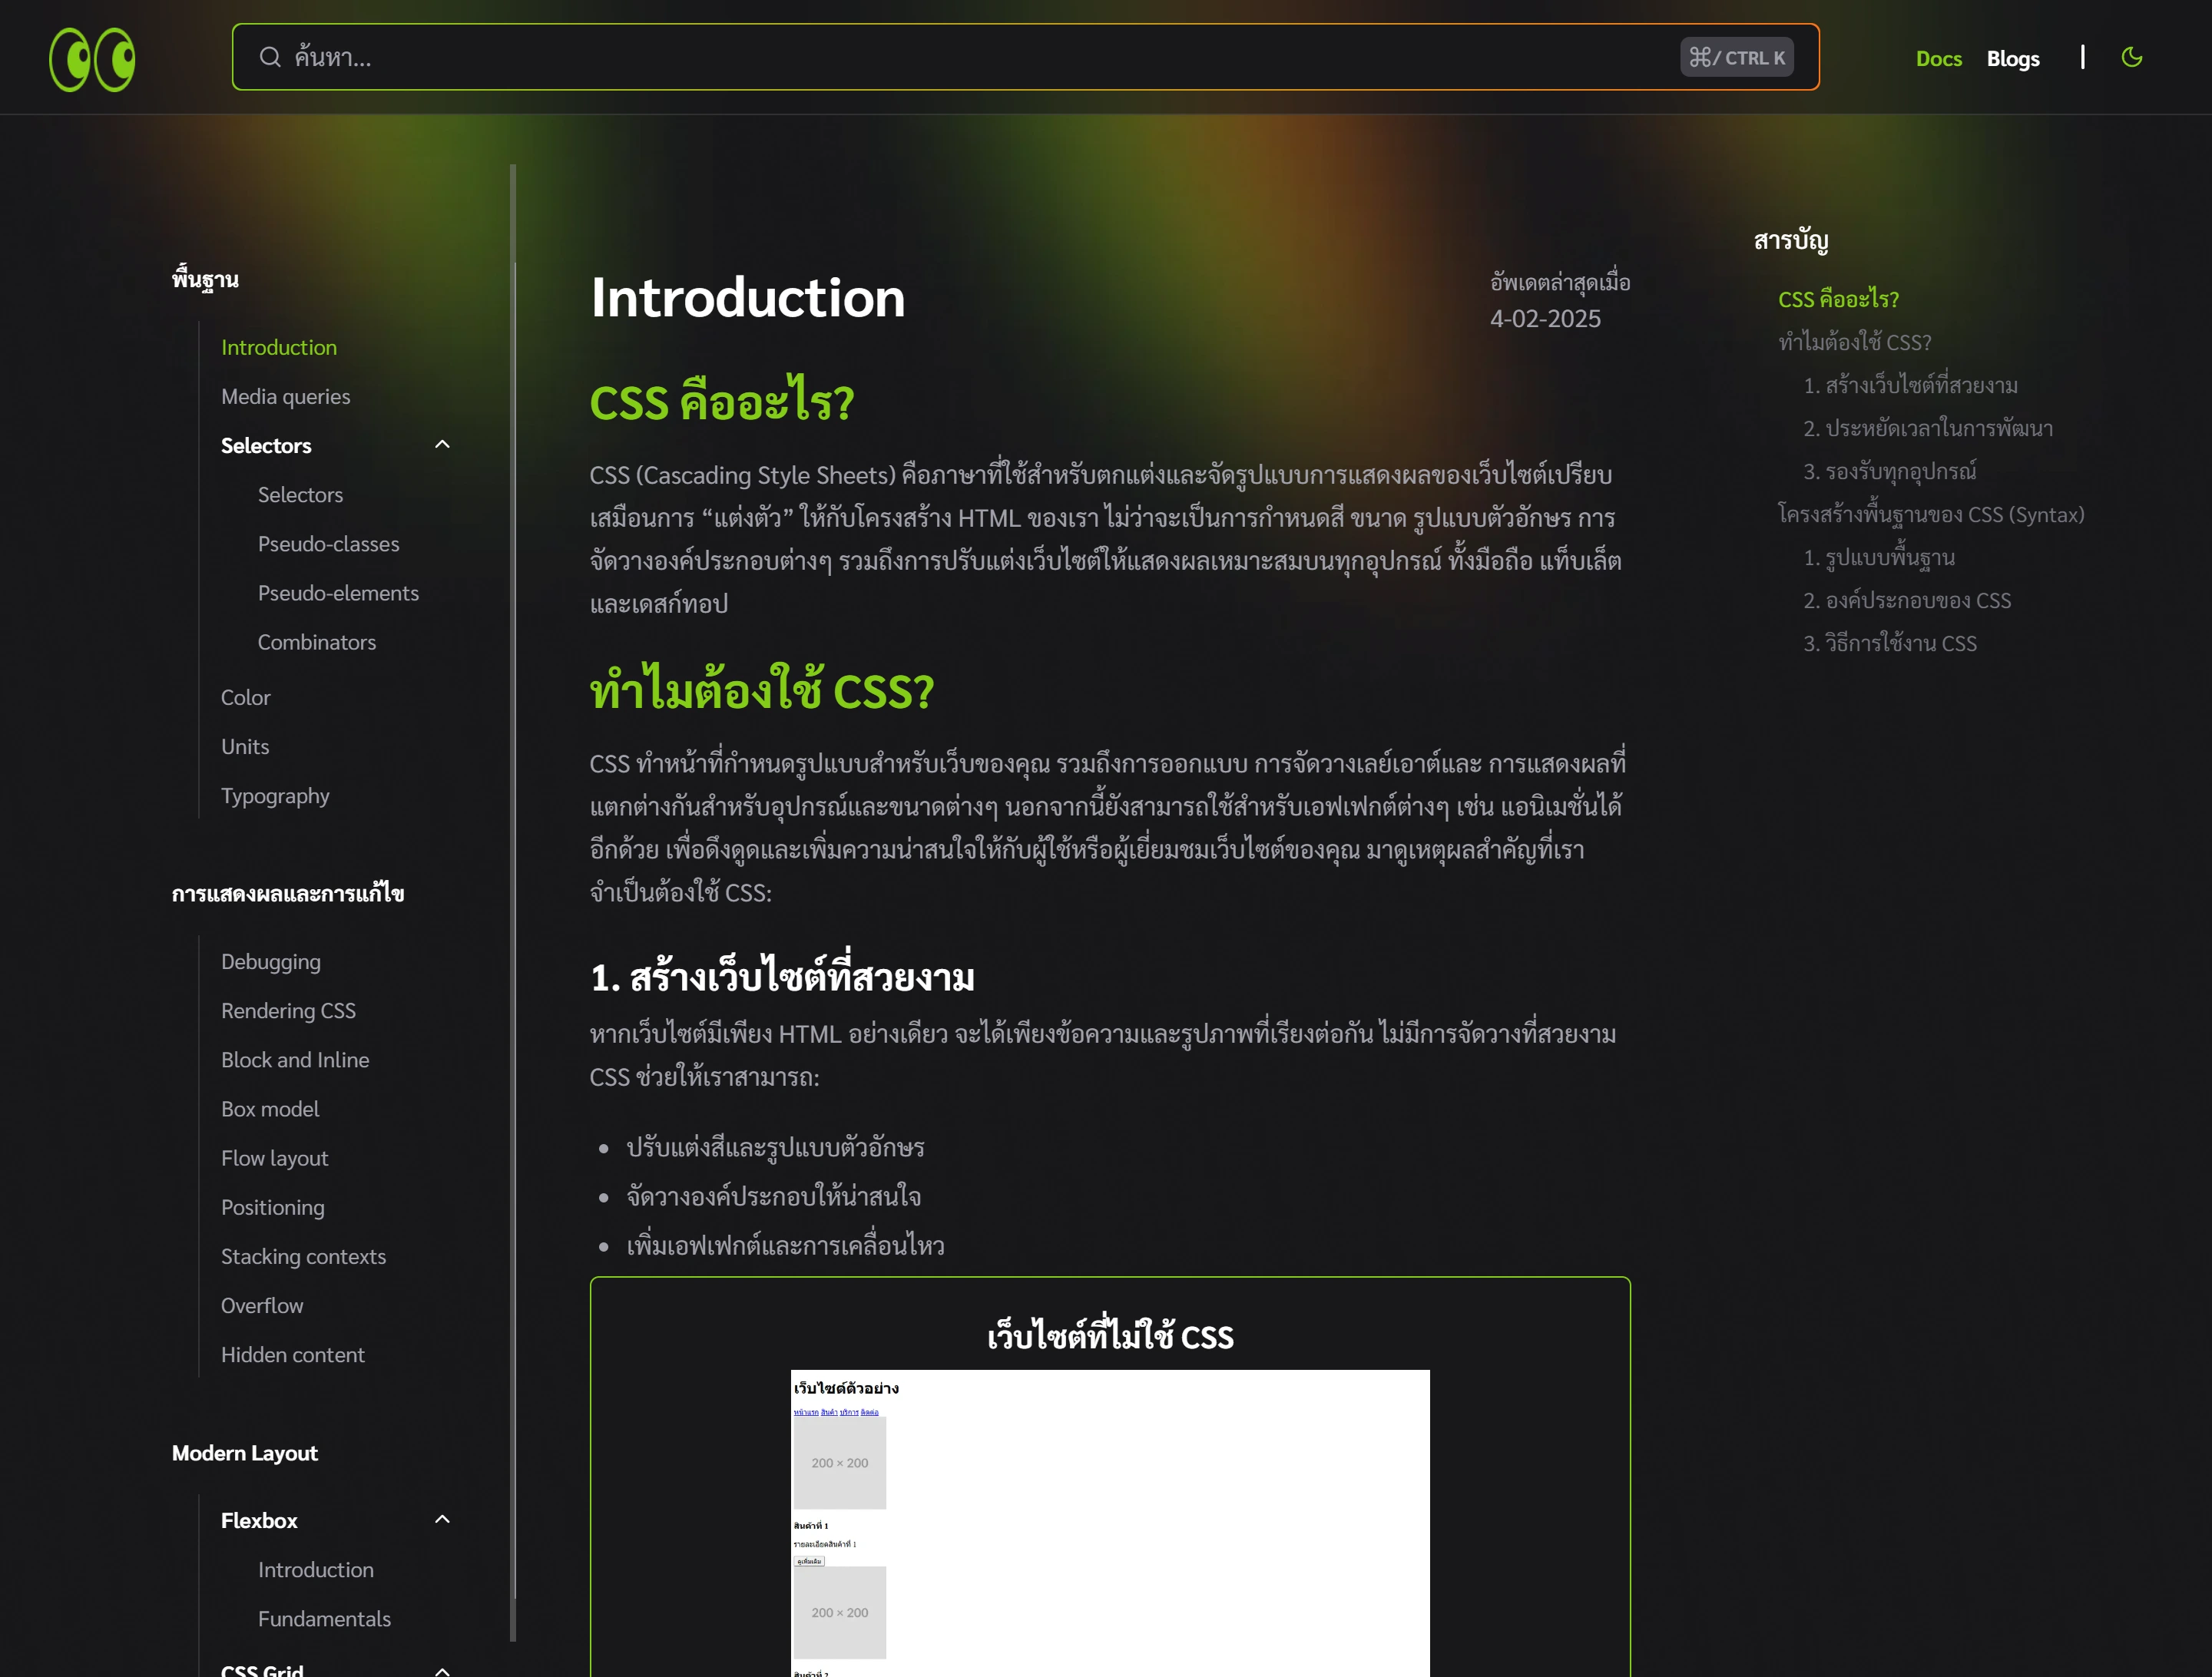 ค้นหา...
⌘/ CTRL K
Docs
Blogs
พื้นฐาน
Introduction
Media queries
Selectors
Selectors
Pseudo-classes
Pseudo-elements
Combinators
Color
Units
Typography
การแสดงผลและการแก้ไข
Debugging
Rendering CSS
Block and Inline
Box model
Flow layout
Positioning
Stacking contexts
Overflow
Hidden content
Modern Layout
Flexbox
Introduction
Fundamentals
CSS Grid
Introduction
อัพเดตล่าสุดเมื่อ
4-02-2025
CSS คืออะไร?
CSS (Cascading Style Sheets) คือภาษาที่ใช้สำหรับตกแต่งและจัดรูปแบบการแสดงผลของเว็บไซต์เปรียบ
เสมือนการ “แต่งตัว” ให้กับโครงสร้าง HTML ของเรา ไม่ว่าจะเป็นการกำหนดสี ขนาด รูปแบบตัวอักษร การ
จัดวางองค์ประกอบต่างๆ รวมถึงการปรับแต่งเว็บไซต์ให้แสดงผลเหมาะสมบนทุกอุปกรณ์ ทั้งมือถือ แท็บเล็ต
และเดสก์ทอป
ทำไมต้องใช้ CSS?
CSS ทำหน้าที่กำหนดรูปแบบสำหรับเว็บของคุณ รวมถึงการออกแบบ การจัดวางเลย์เอาต์และ การแสดงผลที่
แตกต่างกันสำหรับอุปกรณ์และขนาดต่างๆ นอกจากนี้ยังสามารถใช้สำหรับเอฟเฟกต์ต่างๆ เช่น แอนิเมชั่นได้
อีกด้วย เพื่อดึงดูดและเพิ่มความน่าสนใจให้กับผู้ใช้หรือผู้เยี่ยมชมเว็บไซต์ของคุณ มาดูเหตุผลสำคัญที่เรา
จำเป็นต้องใช้ CSS:
1. สร้างเว็บไซต์ที่สวยงาม
หากเว็บไซต์มีเพียง HTML อย่างเดียว จะได้เพียงข้อความและรูปภาพที่เรียงต่อกัน ไม่มีการจัดวางที่สวยงาม
CSS ช่วยให้เราสามารถ:
• ปรับแต่งสีและรูปแบบตัวอักษร
• จัดวางองค์ประกอบให้น่าสนใจ
• เพิ่มเอฟเฟกต์และการเคลื่อนไหว
เว็บไซต์ที่ไม่ใช้ CSS
เว็บไซต์ตัวอย่าง
หน้าแรก สินค้า บริการ ติดต่อ
200 × 200
สินค้าที่ 1
รายละเอียดสินค้าที่ 1
ดูเพิ่มเติม
200 × 200
สินค้าที่ 2
สารบัญ
CSS คืออะไร?
ทำไมต้องใช้ CSS?
1. สร้างเว็บไซต์ที่สวยงาม
2. ประหยัดเวลาในการพัฒนา
3. รองรับทุกอุปกรณ์
โครงสร้างพื้นฐานของ CSS (Syntax)
1. รูปแบบพื้นฐาน
2. องค์ประกอบของ CSS
3. วิธีการใช้งาน CSS